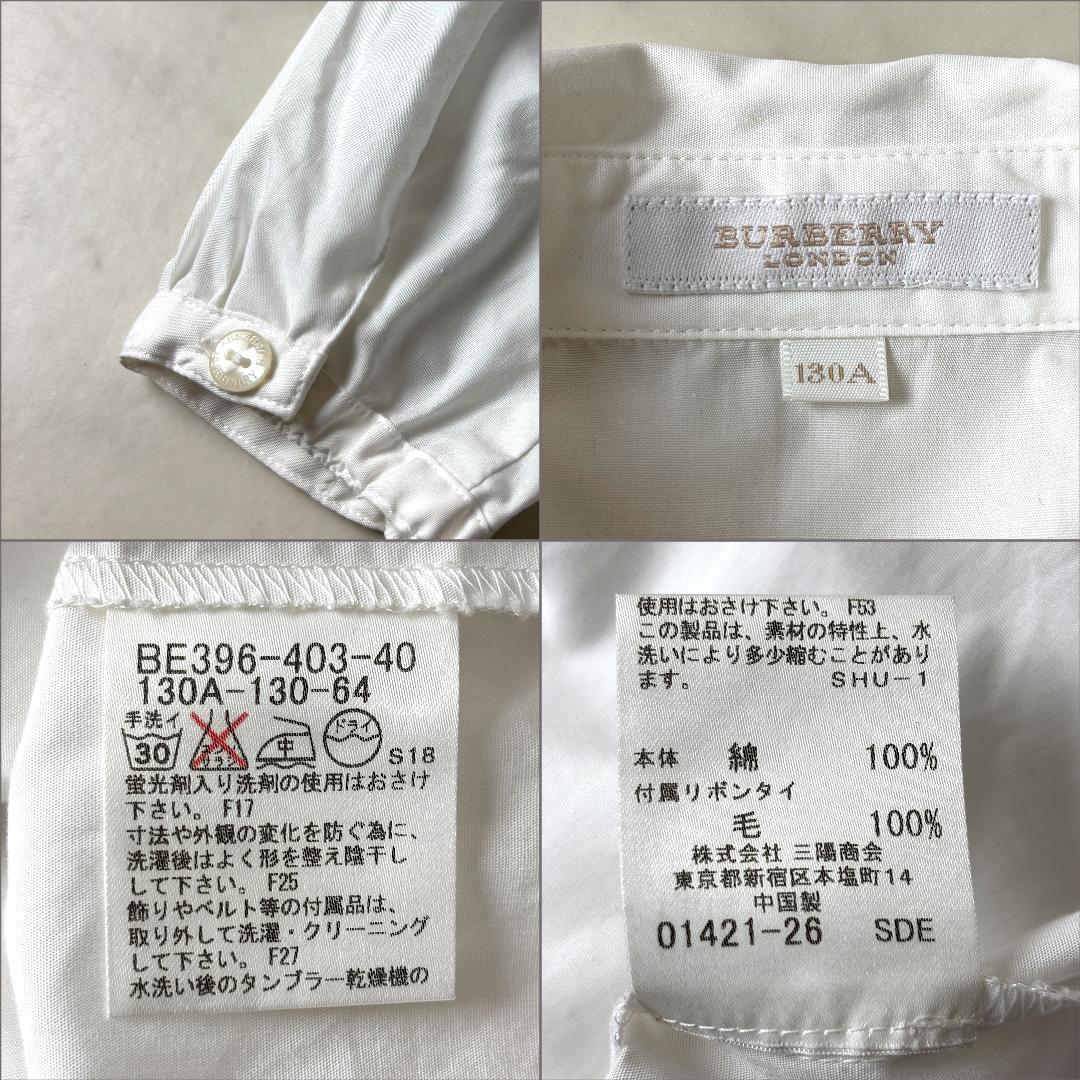 BURBERRY
LONDON
130A
BE396-403-40
130A-130-64
手洗イ
30
中
ドライ
S18
蛍光剤入り洗剤の使用はおさけ
下さい。 F17
寸法や外観の変化を防ぐ為に、
洗濯後はよく形を整え陰干し
して下さい。 F25
飾りやベルト等の付属品は、
取り外して洗濯・クリーニング
して下さい。 F27
水洗い後のタンブラー乾燥機の
使用はおさけ下さい。 F53
この製品は、素材の特性上、水
洗いにより多少縮むことがあり
ます。 SHU-1
本体 綿 100%
付属リボンタイ
毛 100%
株式会社 三陽商会
東京都新宿区本塩町14
中国製
01421-26 SDE